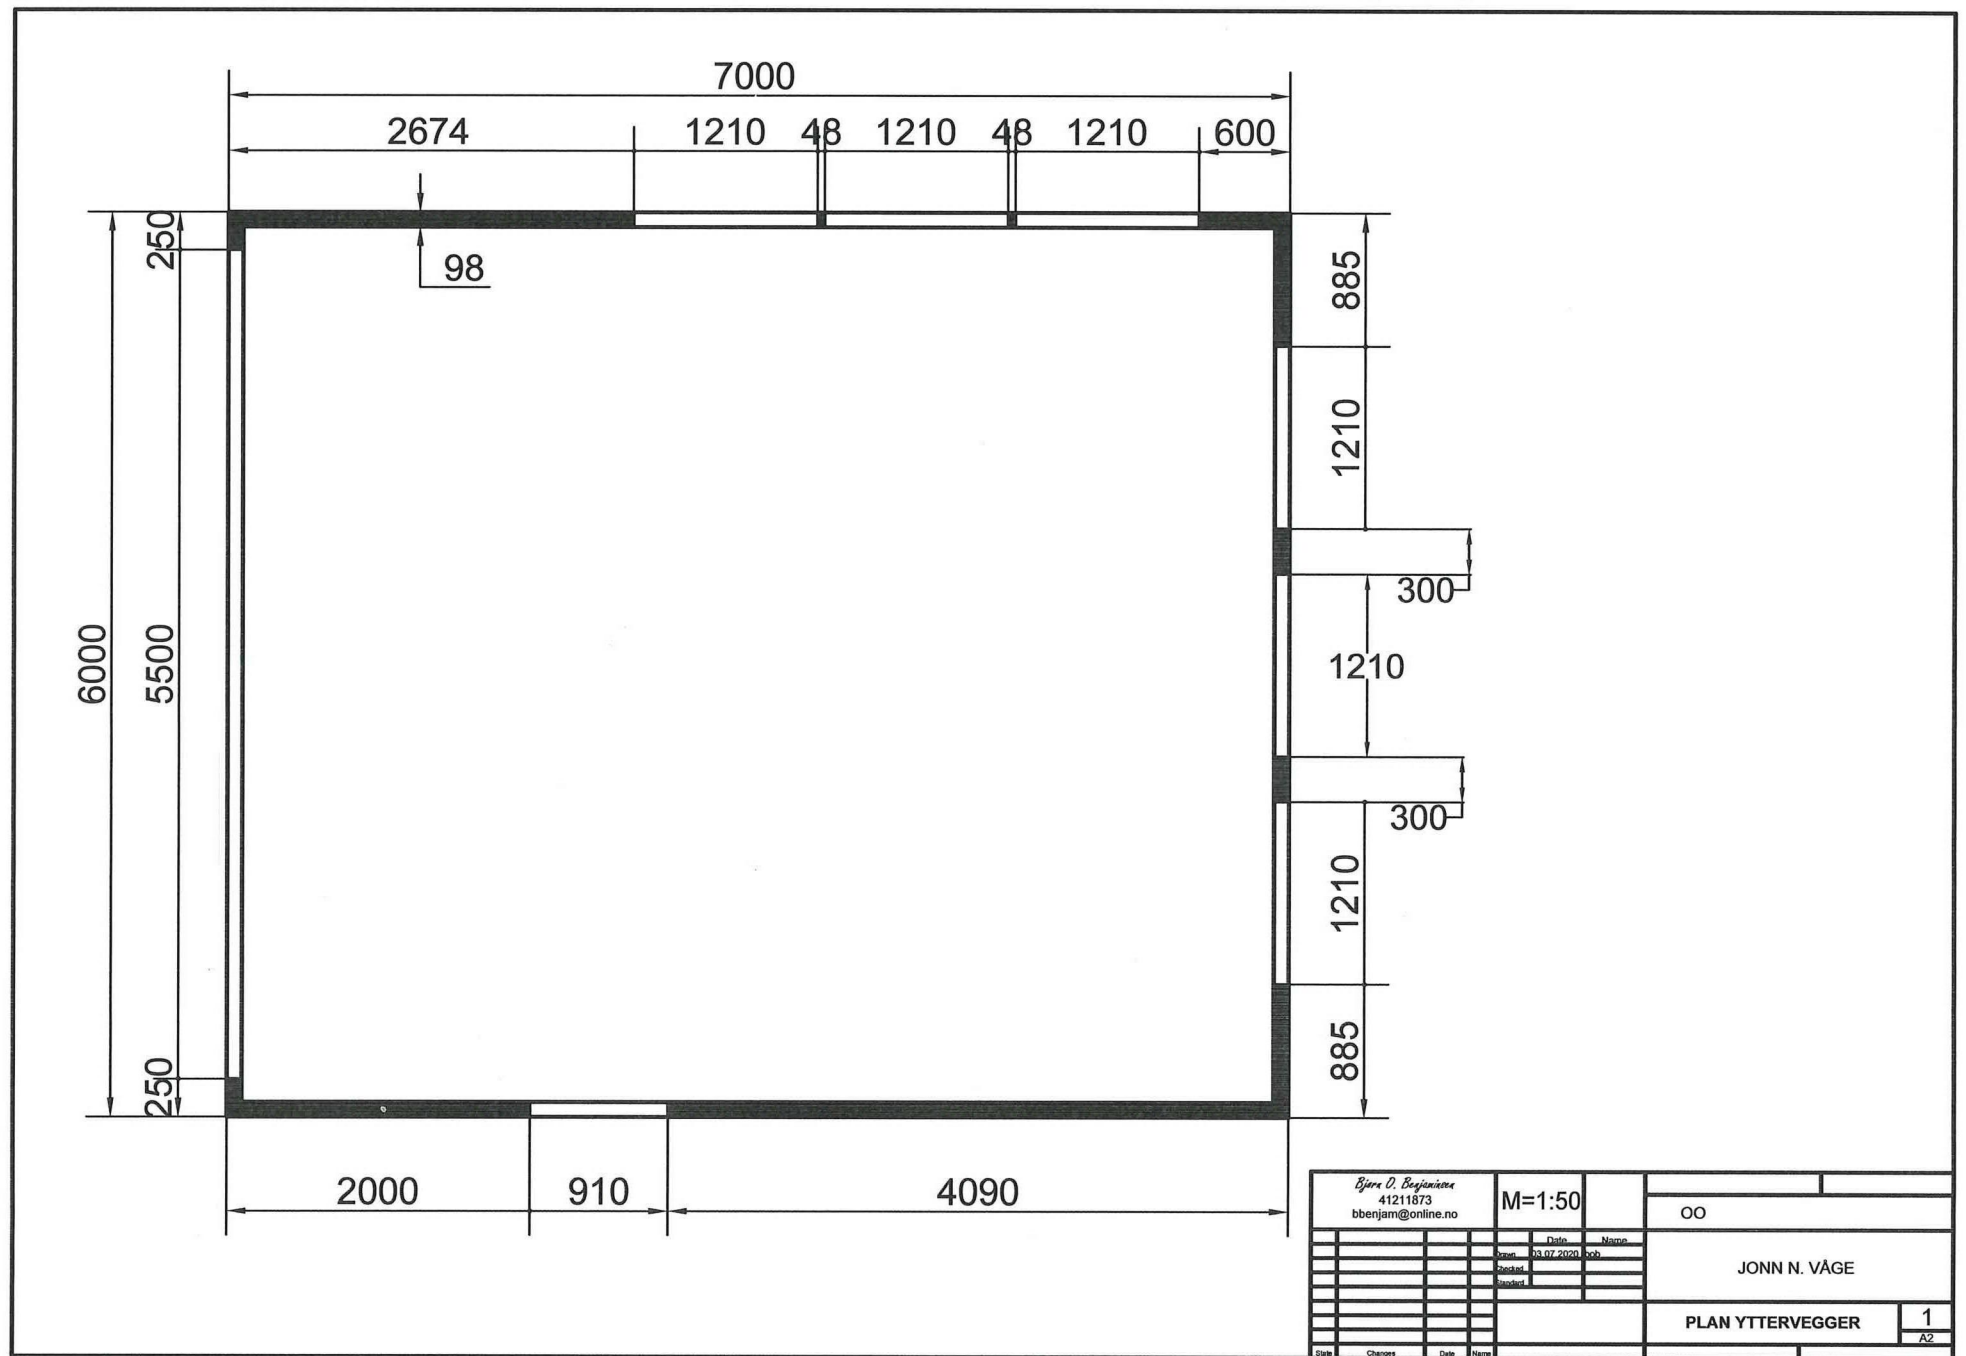 7000
2674 1210 48 1210 48 1210 600
250
98
885
1210
300
6000
5500
1210
300
1210
250
885
2000 910 4090
Bjørn O. Benjaminsen
41211873
bbenjam@online.no
M=1:50
OO
Date Name
Drawn 03.07.2020 bob
Checked
Standard
JONN N. VÅGE
PLAN YTTERVEGGER
1
A2
State Changes Date Name